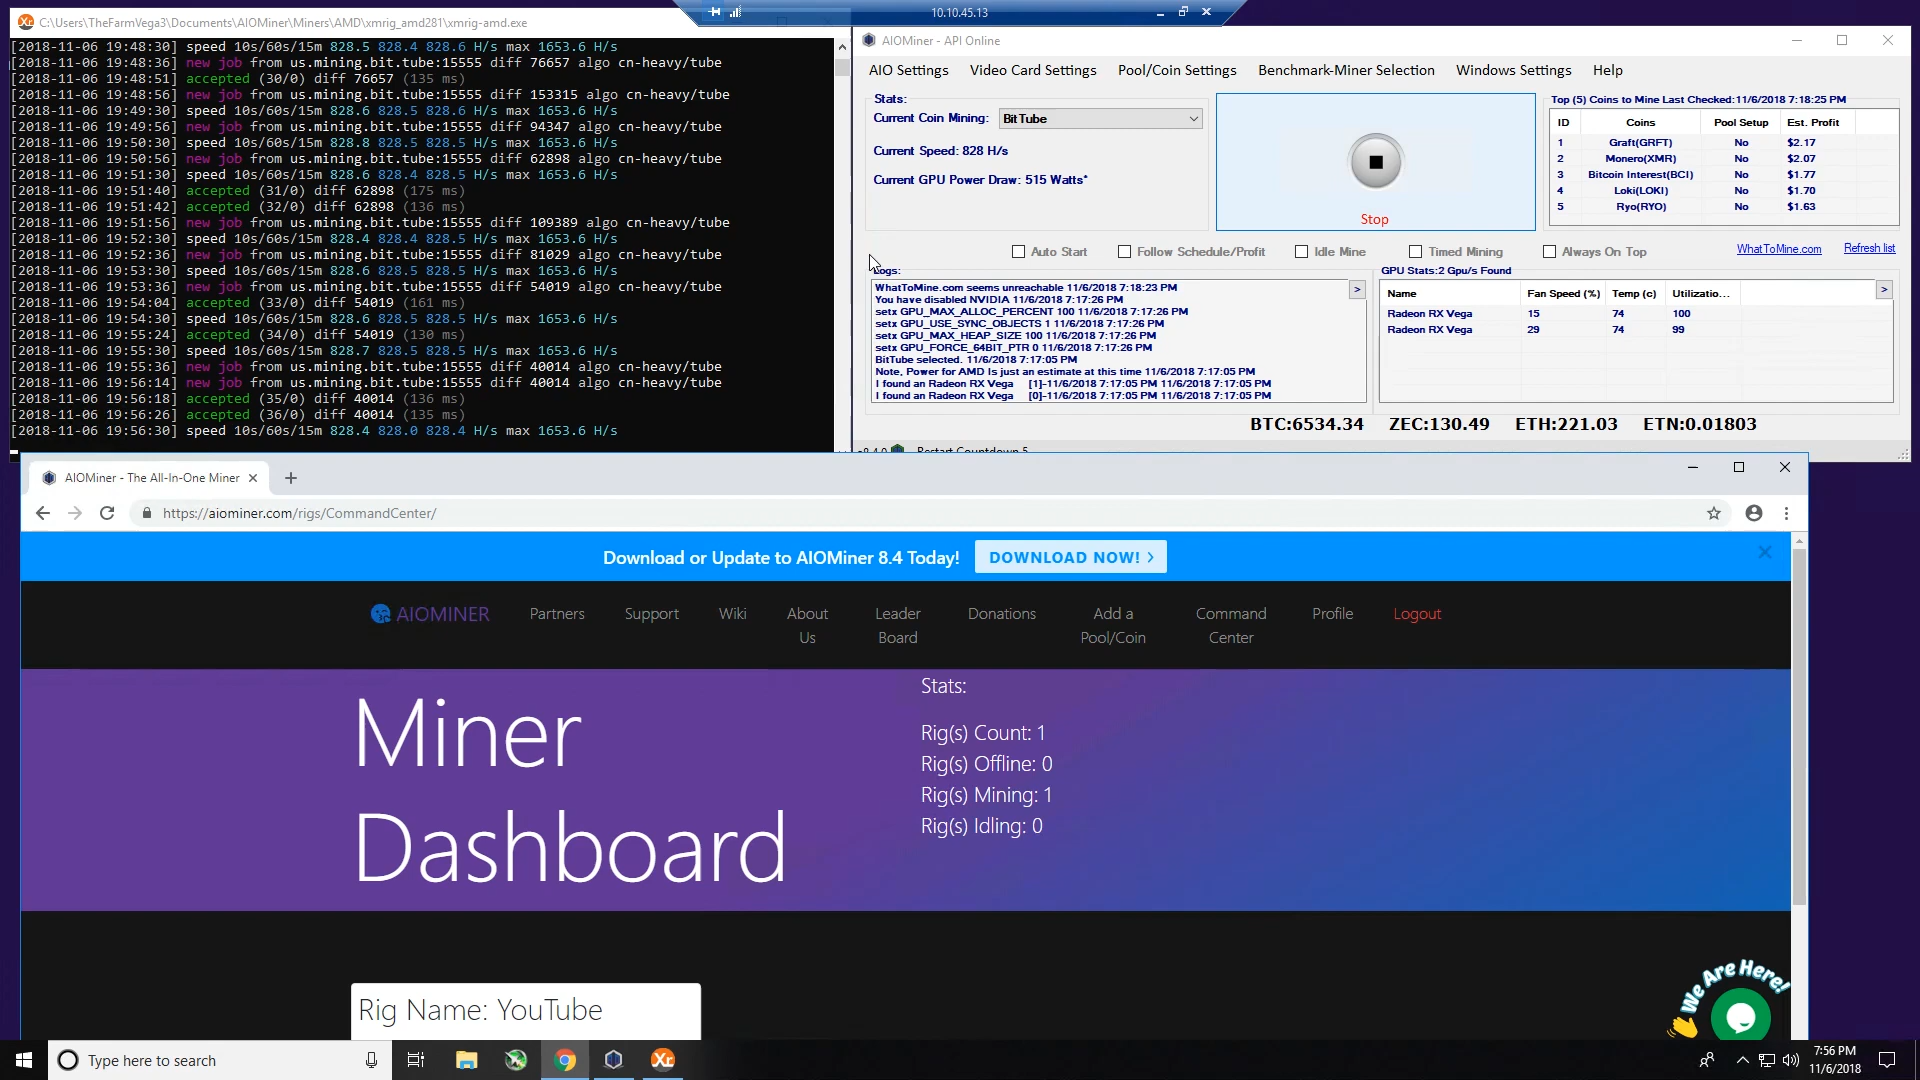 10.10.45.13
C:\Users\TheFarmVega3\Documents\AIOMiner\Miners\AMD\xmrig_amd281\xmrig-amd.exe
[2018-11-06 19:48:30] speed 10s/60s/15m 828.5 828.4 828.6 H/s max 1653.6 H/s
[2018-11-06 19:48:36] new job from us.mining.bit.tube:15555 diff 76657 algo cn-heavy/tube
[2018-11-06 19:48:51] accepted (30/0) diff 76657 (135 ms)
[2018-11-06 19:48:56] new job from us.mining.bit.tube:15555 diff 153315 algo cn-heavy/tube
[2018-11-06 19:49:30] speed 10s/60s/15m 828.6 828.5 828.6 H/s max 1653.6 H/s
[2018-11-06 19:49:56] new job from us.mining.bit.tube:15555 diff 94347 algo cn-heavy/tube
[2018-11-06 19:50:30] speed 10s/60s/15m 828.8 828.5 828.5 H/s max 1653.6 H/s
[2018-11-06 19:50:56] new job from us.mining.bit.tube:15555 diff 62898 algo cn-heavy/tube
[2018-11-06 19:51:30] speed 10s/60s/15m 828.6 828.4 828.5 H/s max 1653.6 H/s
[2018-11-06 19:51:40] accepted (31/0) diff 62898 (175 ms)
[2018-11-06 19:51:42] accepted (32/0) diff 62898 (136 ms)
[2018-11-06 19:51:56] new job from us.mining.bit.tube:15555 diff 109389 algo cn-heavy/tube
[2018-11-06 19:52:30] speed 10s/60s/15m 828.4 828.4 828.5 H/s max 1653.6 H/s
[2018-11-06 19:52:36] new job from us.mining.bit.tube:15555 diff 81029 algo cn-heavy/tube
[2018-11-06 19:53:30] speed 10s/60s/15m 828.6 828.5 828.5 H/s max 1653.6 H/s
[2018-11-06 19:53:36] new job from us.mining.bit.tube:15555 diff 54019 algo cn-heavy/tube
[2018-11-06 19:54:04] accepted (33/0) diff 54019 (161 ms)
[2018-11-06 19:54:30] speed 10s/60s/15m 828.6 828.5 828.5 H/s max 1653.6 H/s
[2018-11-06 19:55:24] accepted (34/0) diff 54019 (130 ms)
[2018-11-06 19:55:30] speed 10s/60s/15m 828.7 828.5 828.5 H/s max 1653.6 H/s
[2018-11-06 19:55:36] new job from us.mining.bit.tube:15555 diff 40014 algo cn-heavy/tube
[2018-11-06 19:56:14] new job from us.mining.bit.tube:15555 diff 40014 algo cn-heavy/tube
[2018-11-06 19:56:18] accepted (35/0) diff 40014 (136 ms)
[2018-11-06 19:56:26] accepted (36/0) diff 40014 (135 ms)
[2018-11-06 19:56:30] speed 10s/60s/15m 828.4 828.0 828.4 H/s max 1653.6 H/s
AIOMiner - API Online
AIO Settings Video Card Settings Pool/Coin Settings Benchmark-Miner Selection Windows Settings Help
Stats:
Current Coin Mining: BitTube
Current Speed: 828 H/s
Current GPU Power Draw: 515 Watts*
Stop
Top (5) Coins to Mine Last Checked:11/6/2018 7:18:25 PM
ID Coins Pool Setup Est. Profit
1 Graft(GRFT) No $2.17
2 Monero(XMR) No $2.07
3 Bitcoin Interest(BCI) No $1.77
4 Loki(LOKI) No $1.70
5 Ryo(RYO) No $1.63
Auto Start Follow Schedule/Profit Idle Mine Timed Mining Always On Top WhatToMine.com Refresh list
Logs:
WhatToMine.com seems unreachable 11/6/2018 7:18:23 PM
You have disabled NVIDIA 11/6/2018 7:17:26 PM
setx GPU_MAX_ALLOC_PERCENT 100 11/6/2018 7:17:26 PM
setx GPU_USE_SYNC_OBJECTS 1 11/6/2018 7:17:26 PM
setx GPU_MAX_HEAP_SIZE 100 11/6/2018 7:17:26 PM
setx GPU_FORCE_64BIT_PTR 0 11/6/2018 7:17:26 PM
BitTube selected. 11/6/2018 7:17:05 PM
Note, Power for AMD Is just an estimate at this time 11/6/2018 7:17:05 PM
I found an Radeon RX Vega [1]-11/6/2018 7:17:05 PM 11/6/2018 7:17:05 PM
I found an Radeon RX Vega [0]-11/6/2018 7:17:05 PM 11/6/2018 7:17:05 PM
GPU Stats:2 Gpu/s Found
Name Fan Speed (%) Temp (c) Utilizatio...
Radeon RX Vega 15 74 100
Radeon RX Vega 29 74 99
BTC:6534.34 ZEC:130.49 ETH:221.03 ETN:0.01803
Restart Countdown 5
AIOMiner - The All-In-One Miner
https://aiominer.com/rigs/CommandCenter/
Download or Update to AIOMiner 8.4 Today! DOWNLOAD NOW! >
AIOMINER Partners Support Wiki About Us Leader Board Donations Add a Pool/Coin Command Center Profile Logout
Miner
Dashboard
Stats:
Rig(s) Count: 1
Rig(s) Offline: 0
Rig(s) Mining: 1
Rig(s) Idling: 0
Rig Name: YouTube
We Are Here!
Type here to search
Xr
7:56 PM
11/6/2018